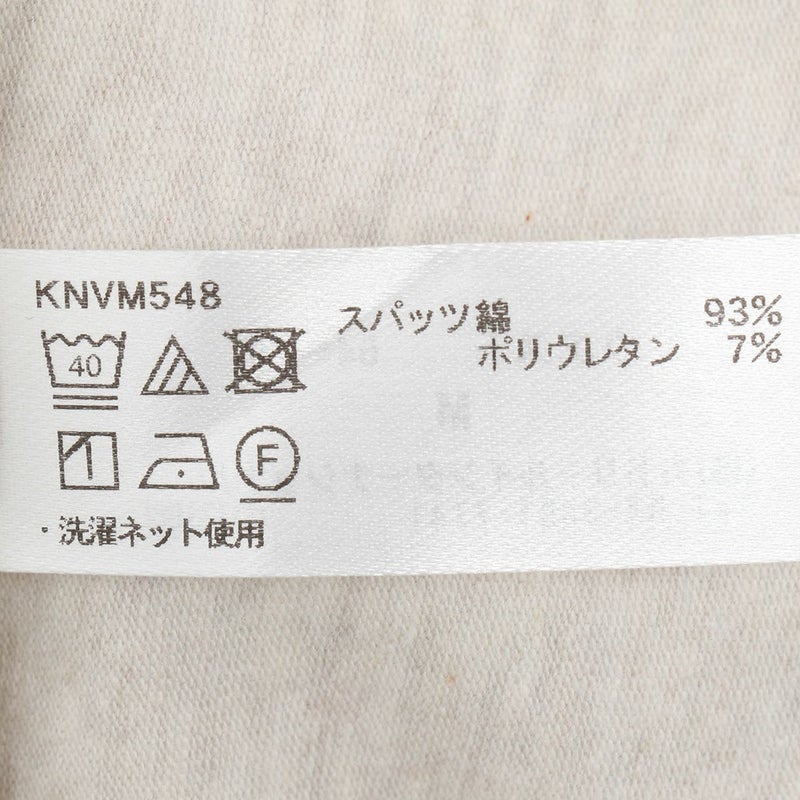 KNVM548
スパッツ 綿 93%
ポリウレタン 7%
40
F
・洗濯ネット使用